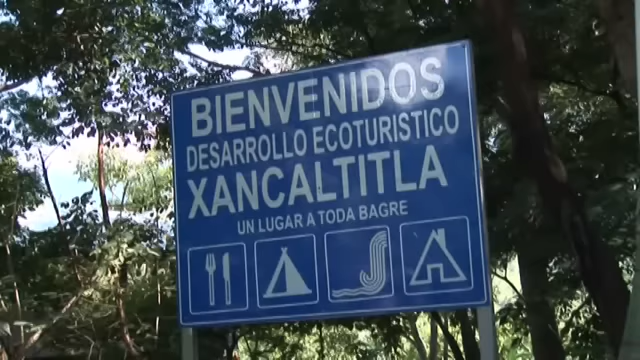 BIENVENIDOS
DESARROLLO ECOTURISTICO
XANCALTITLA
UN LUGAR A TODA BAGRE